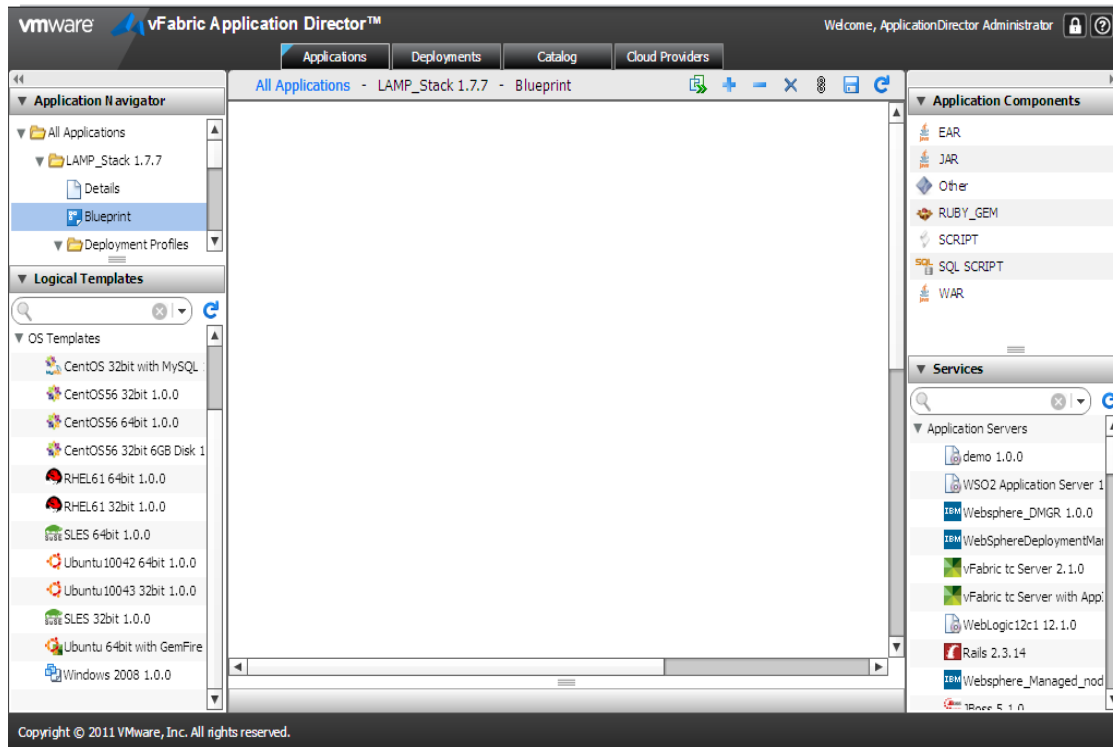 vmware vFabric Application Director™
Welcome, ApplicationDirector Administrator
Applications Deployments Catalog Cloud Providers
Application Navigator
All Applications
LAMP_Stack 1.7.7
Details
Blueprint
Deployment Profiles
Logical Templates
OS Templates
CentOS 32bit with MySQL
CentOS56 32bit 1.0.0
CentOS56 64bit 1.0.0
CentOS56 32bit 6GB Disk 1
RHEL61 64bit 1.0.0
RHEL61 32bit 1.0.0
SLES 64bit 1.0.0
Ubuntu10042 64bit 1.0.0
Ubuntu10043 32bit 1.0.0
SLES 32bit 1.0.0
Ubuntu 64bit with GemFire
Windows 2008 1.0.0
All Applications - LAMP_Stack 1.7.7 - Blueprint
Application Components
EAR
JAR
Other
RUBY_GEM
SCRIPT
SQL SCRIPT
WAR
Services
Application Servers
demo 1.0.0
WSO2 Application Server 1
Websphere_DMGR 1.0.0
WebSphereDeploymentMa
vFabric tc Server 2.1.0
vFabric tc Server with App
WebLogic12c1 12.1.0
Rails 2.3.14
Websphere_Managed_nod
JBoss 5.1.0
Copyright © 2011 VMware, Inc. All rights reserved.